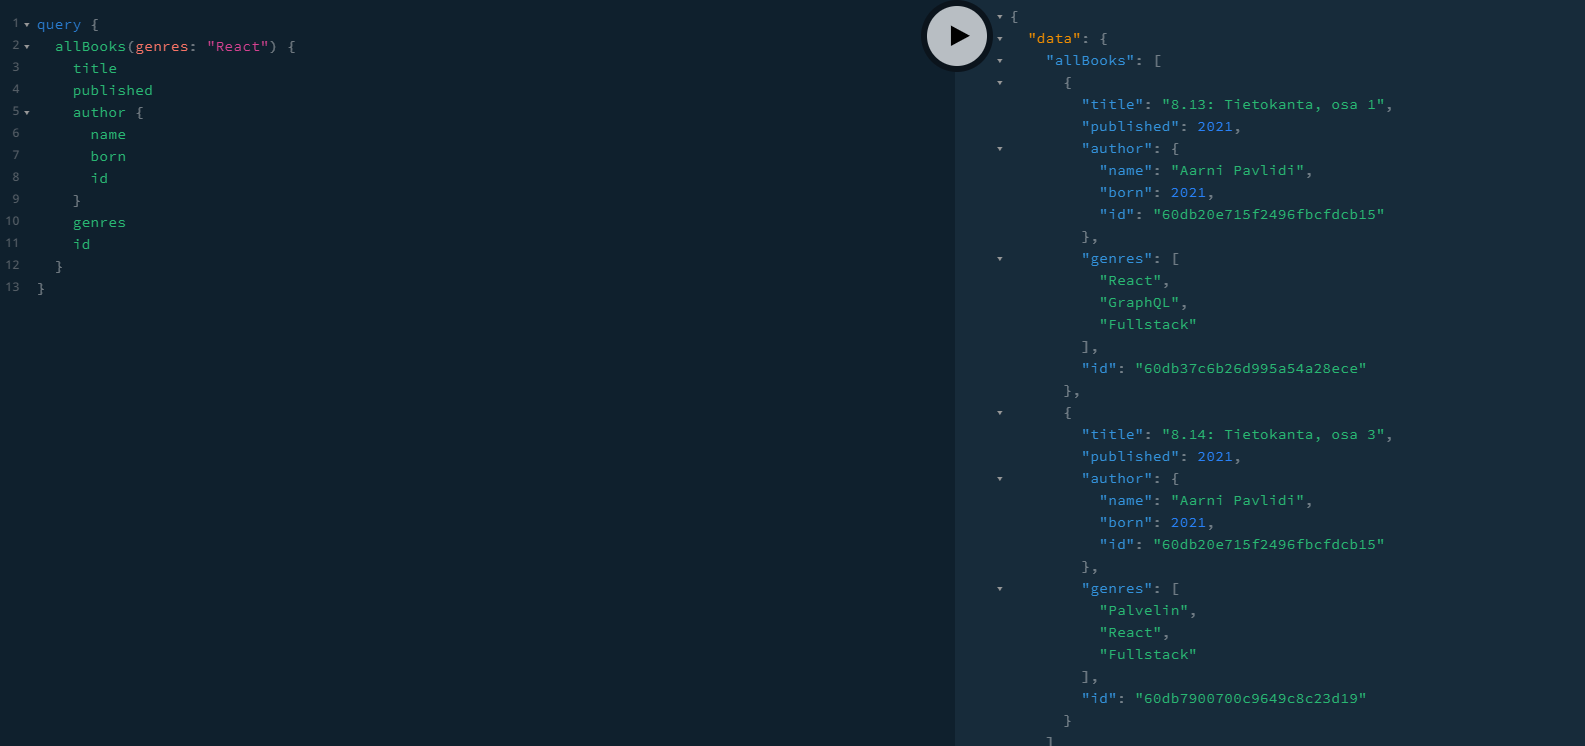 1 query {
2 allBooks(genres: "React") {
3 title
4 published
5 author {
6 name
7 born
8 id
9 }
10 genres
11 id
12 }
13 }
{
"data": {
"allBooks": [
{
"title": "8.13: Tietokanta, osa 1",
"published": 2021,
"author": {
"name": "Aarni Pavlidi",
"born": 2021,
"id": "60db20e715f2496fbcfdcb15"
},
"genres": [
"React",
"GraphQL",
"Fullstack"
],
"id": "60db37c6b26d995a54a28ece"
},
{
"title": "8.14: Tietokanta, osa 3",
"published": 2021,
"author": {
"name": "Aarni Pavlidi",
"born": 2021,
"id": "60db20e715f2496fbcfdcb15"
},
"genres": [
"Palvelin",
"React",
"Fullstack"
],
"id": "60db7900700c9649c8c23d19"
}
]